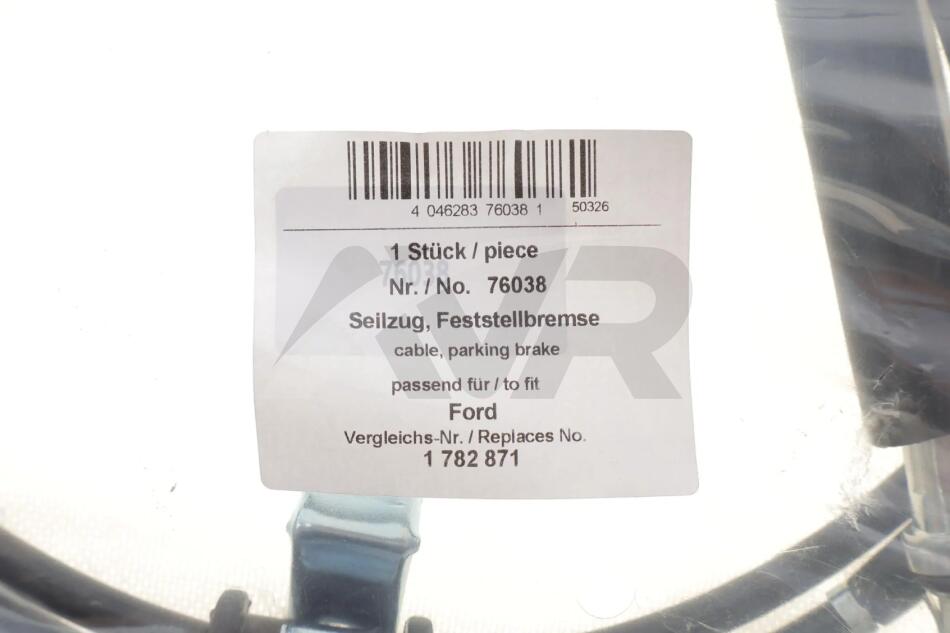 4 046283 76038 1 50326
1 Stück / piece
76038
Nr. / No. 76038
Seilzug, Feststellbremse
cable, parking brake
passend für / to fit
Ford
Vergleichs-Nr. / Replaces No.
1 782 871